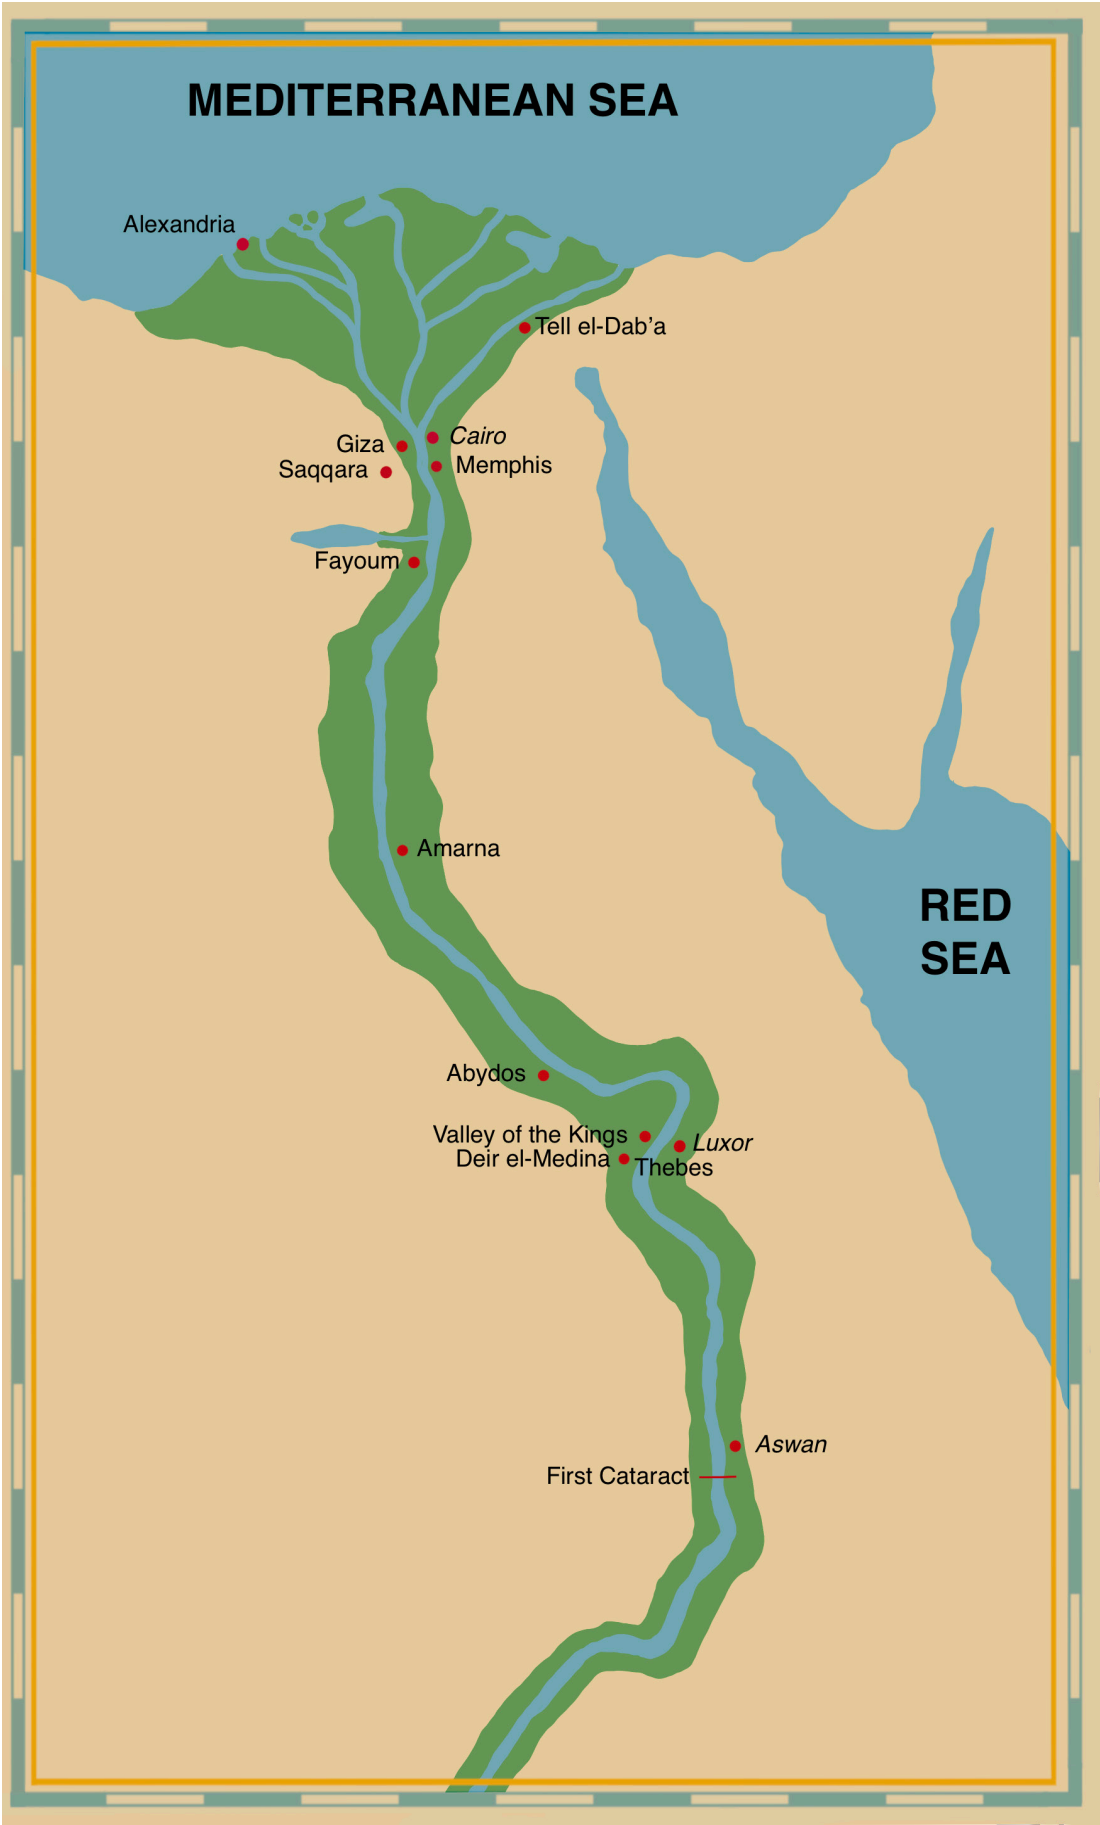 MEDITERRANEAN SEA
Alexandria
Tell el-Dab’a
Cairo
Giza
Memphis
Saqqara
Fayoum
Amarna
RED
SEA
Abydos
Valley of the Kings
Luxor
Deir el-Medina
Thebes
Aswan
First Cataract